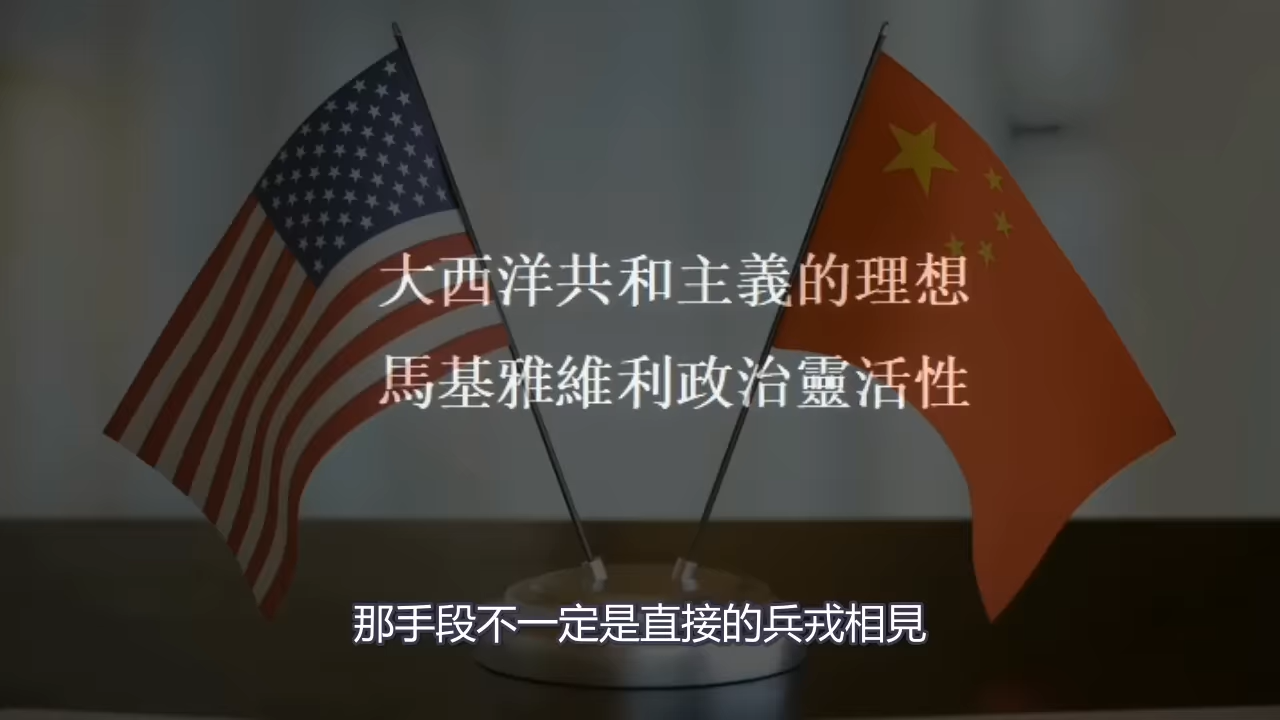 大西洋共和主義的理想
馬基雅維利政治靈活性
那手段不一定是直接的兵戎相見